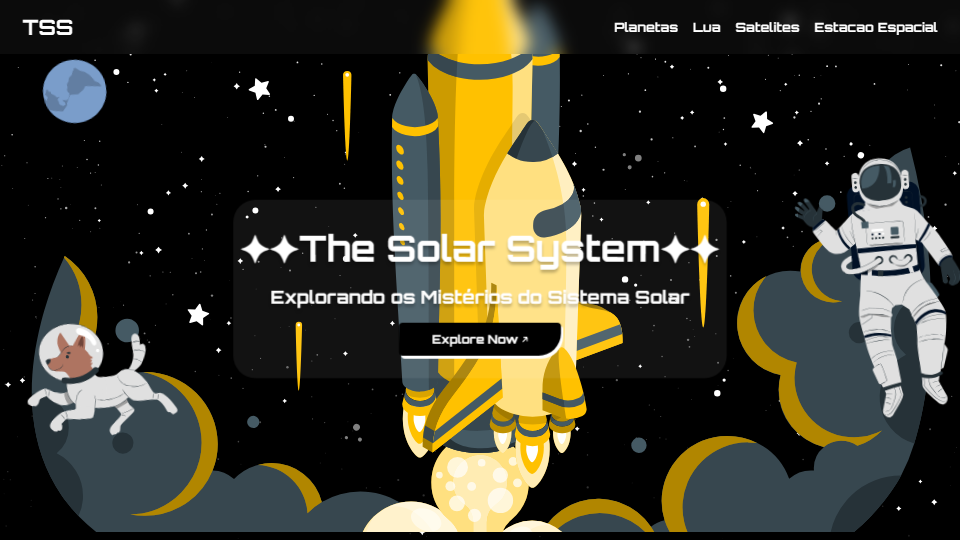 TSS
Planetas Lua Satelites Estacao Espacial
✦✦The Solar System✦✦
Explorando os Mistérios do Sistema Solar
Explore Now ↗